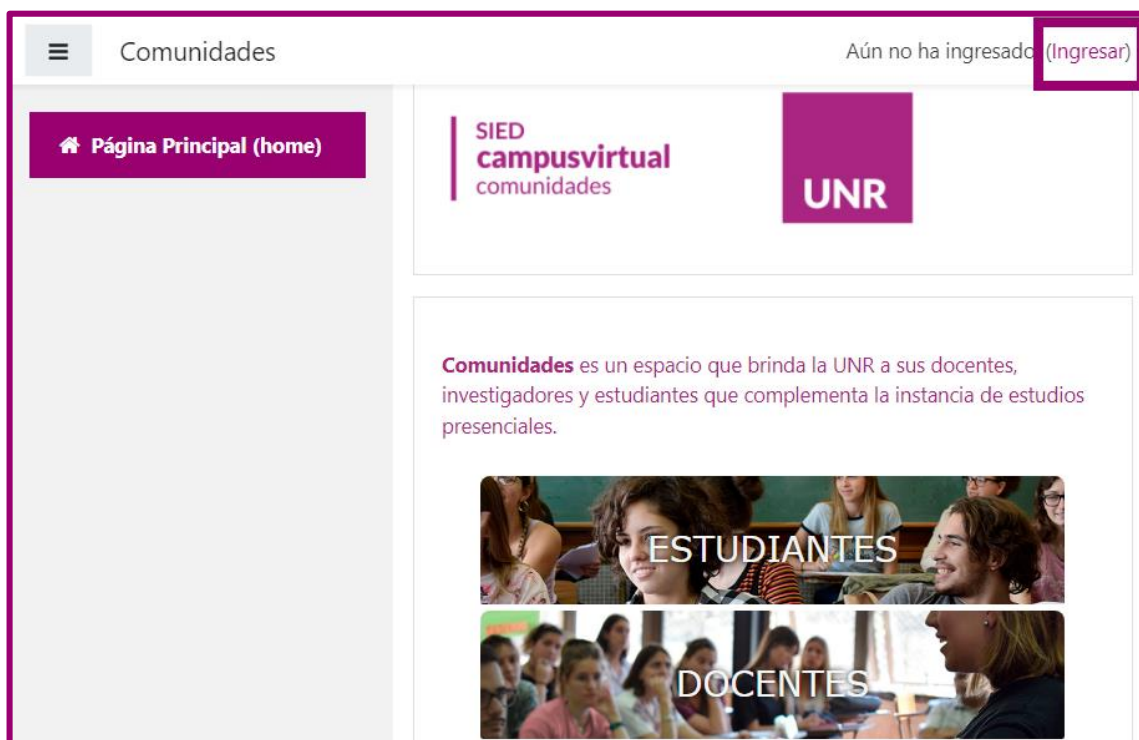 Comunidades
Aún no ha ingresado (Ingresar)
Página Principal (home)
SIED
campusvirtual
comunidades
UNR
Comunidades es un espacio que brinda la UNR a sus docentes,
investigadores y estudiantes que complementa la instancia de estudios
presenciales.
ESTUDIANTES
DOCENTES